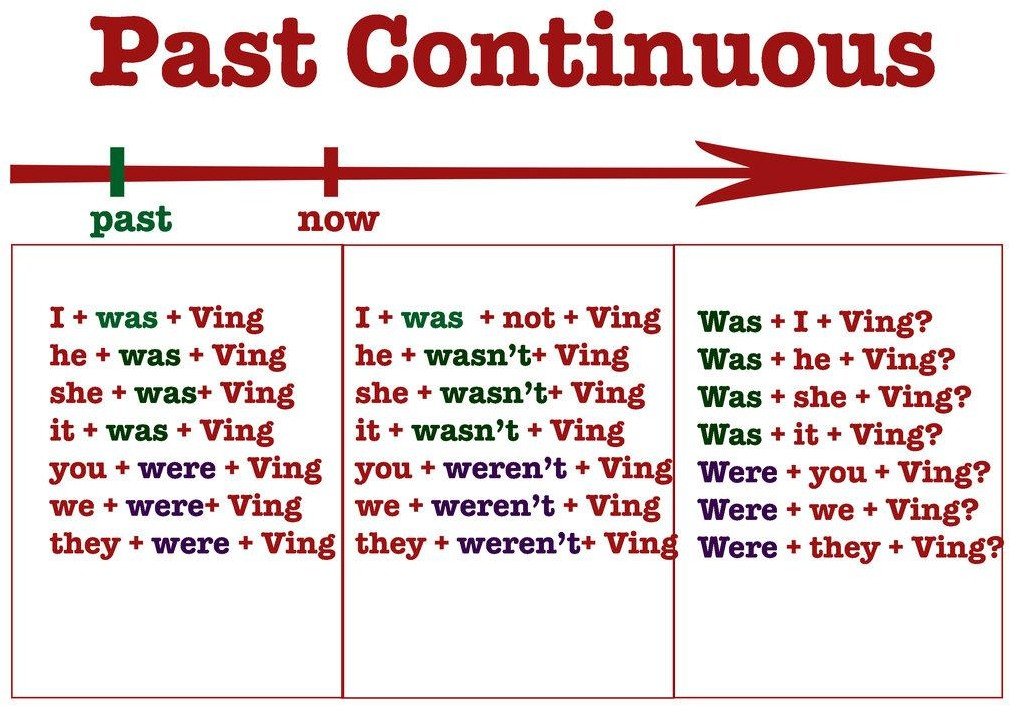 Past Continuous
past
now
I + was + Ving
he + was + Ving
she + was+ Ving
it + was + Ving
you + were + Ving
we + were+ Ving
they + were + Ving
I + was + not + Ving
he + wasn't+ Ving
she + wasn't+ Ving
it + wasn't + Ving
you + weren't + Ving
we + weren't + Ving
they + weren't+ Ving
Was + I + Ving?
Was + he + Ving?
Was + she + Ving?
Was + it + Ving?
Were + you + Ving?
Were + we + Ving?
Were + they + Ving?